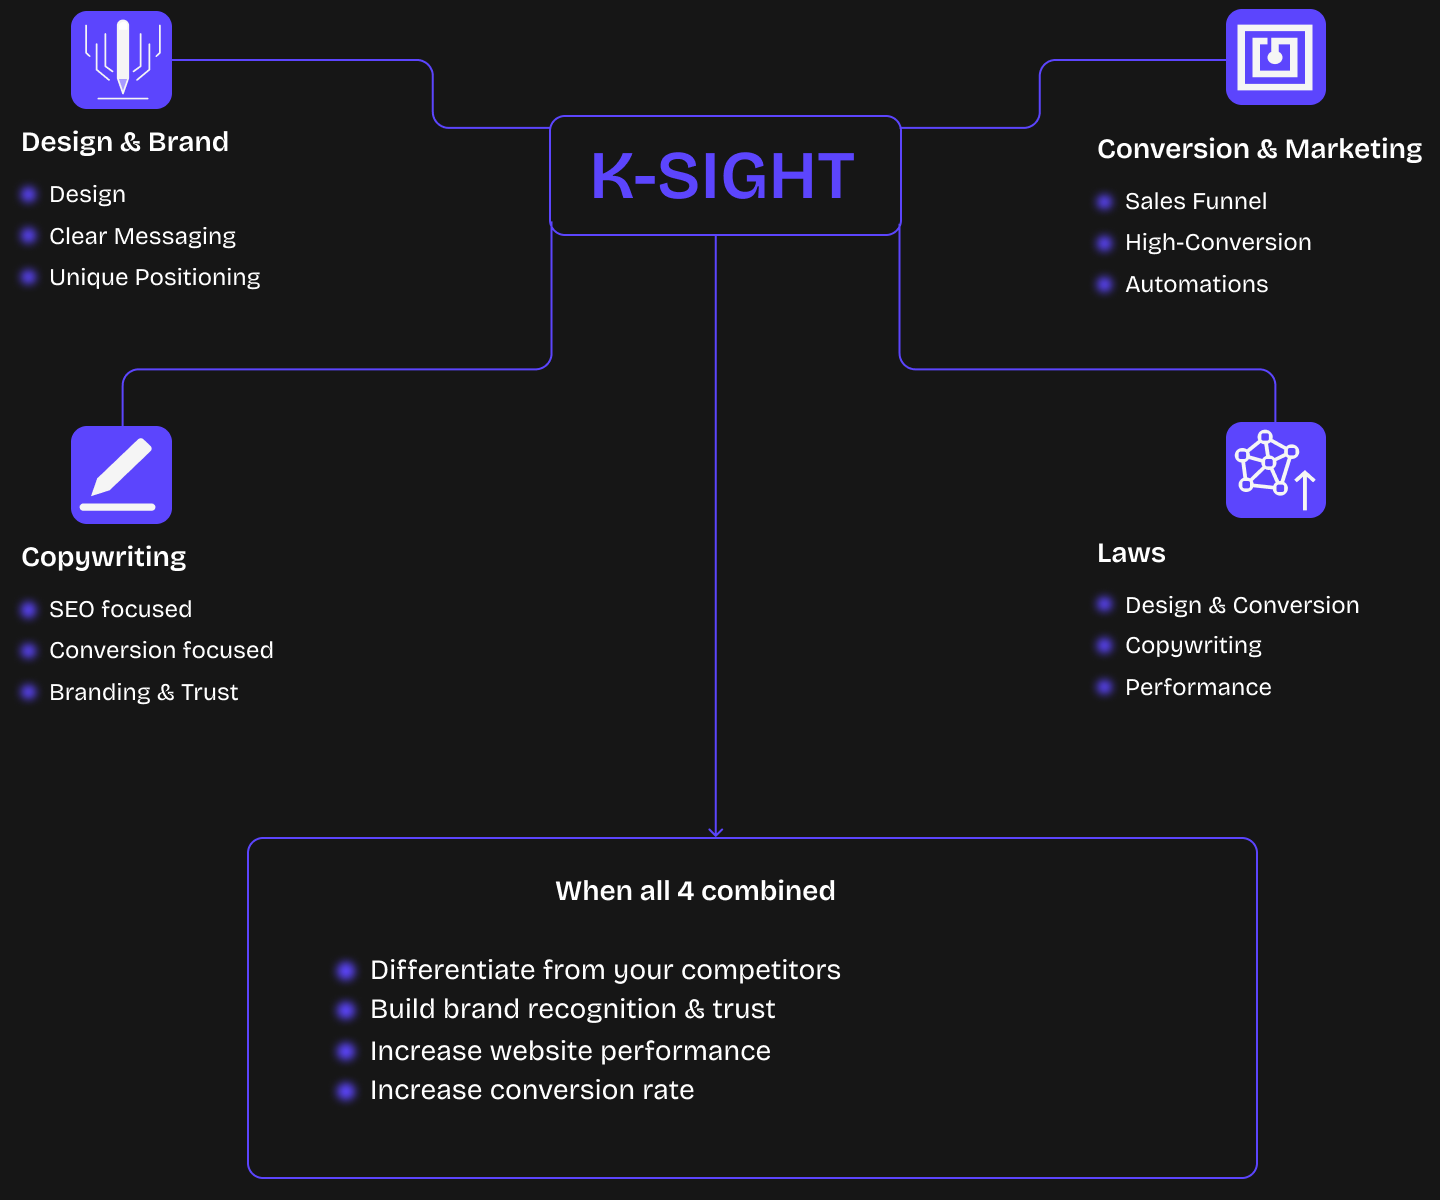 K-SIGHT
Design & Brand
Design
Clear Messaging
Unique Positioning
Conversion & Marketing
Sales Funnel
High-Conversion
Automations
Copywriting
SEO focused
Conversion focused
Branding & Trust
Laws
Design & Conversion
Copywriting
Performance
When all 4 combined
Differentiate from your competitors
Build brand recognition & trust
Increase website performance
Increase conversion rate